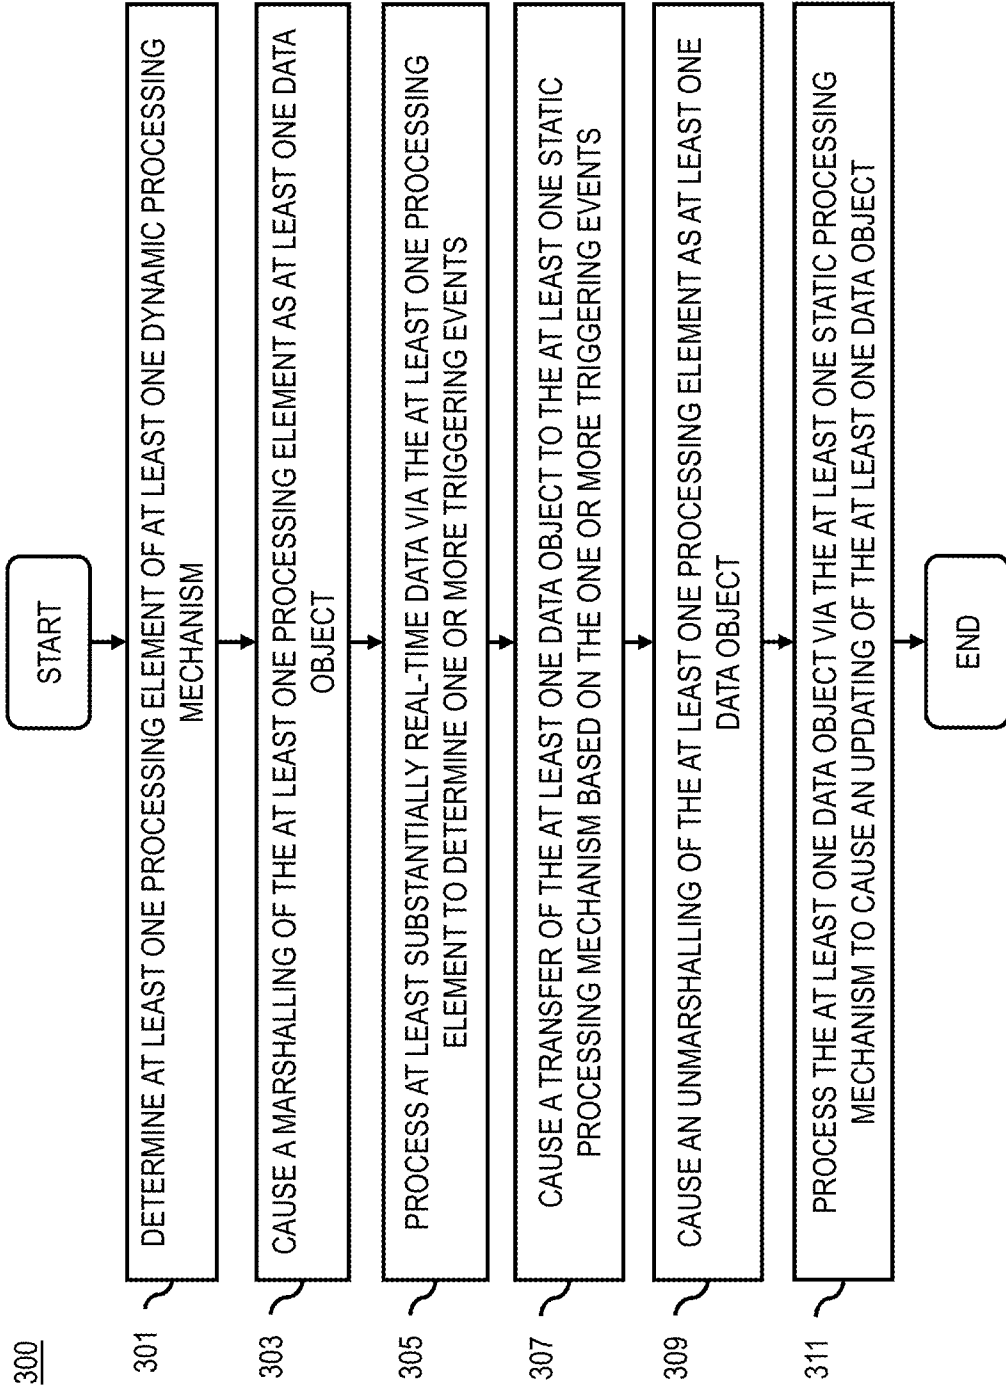 300
START
301
DETERMINE AT LEAST ONE PROCESSING ELEMENT OF AT LEAST ONE DYNAMIC PROCESSING
MECHANISM
303
CAUSE A MARSHALLING OF THE AT LEAST ONE PROCESSING ELEMENT AS AT LEAST ONE DATA
OBJECT
305
PROCESS AT LEAST SUBSTANTIALLY REAL-TIME DATA VIA THE AT LEAST ONE PROCESSING
ELEMENT TO DETERMINE ONE OR MORE TRIGGERING EVENTS
307
CAUSE A TRANSFER OF THE AT LEAST ONE DATA OBJECT TO THE AT LEAST ONE STATIC
PROCESSING MECHANISM BASED ON THE ONE OR MORE TRIGGERING EVENTS
309
CAUSE AN UNMARSHALLING OF THE AT LEAST ONE PROCESSING ELEMENT AS AT LEAST ONE
DATA OBJECT
311
PROCESS THE AT LEAST ONE DATA OBJECT VIA THE AT LEAST ONE STATIC PROCESSING
MECHANISM TO CAUSE AN UPDATING OF THE AT LEAST ONE DATA OBJECT
END